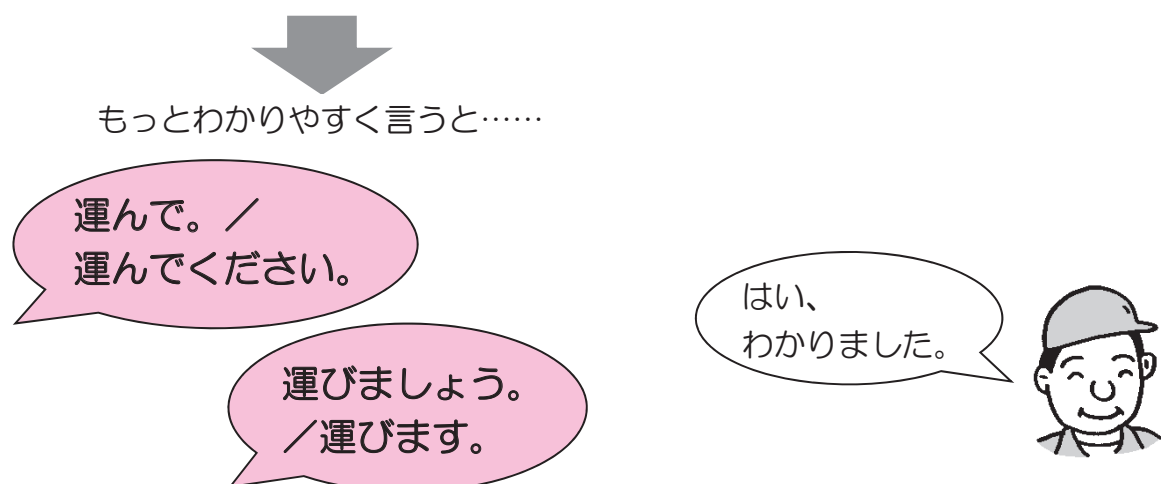 もっとわかりやすく言うと……
運んで。／
運んでください。
運びましょう。
／運びます。
はい、
わかりました。